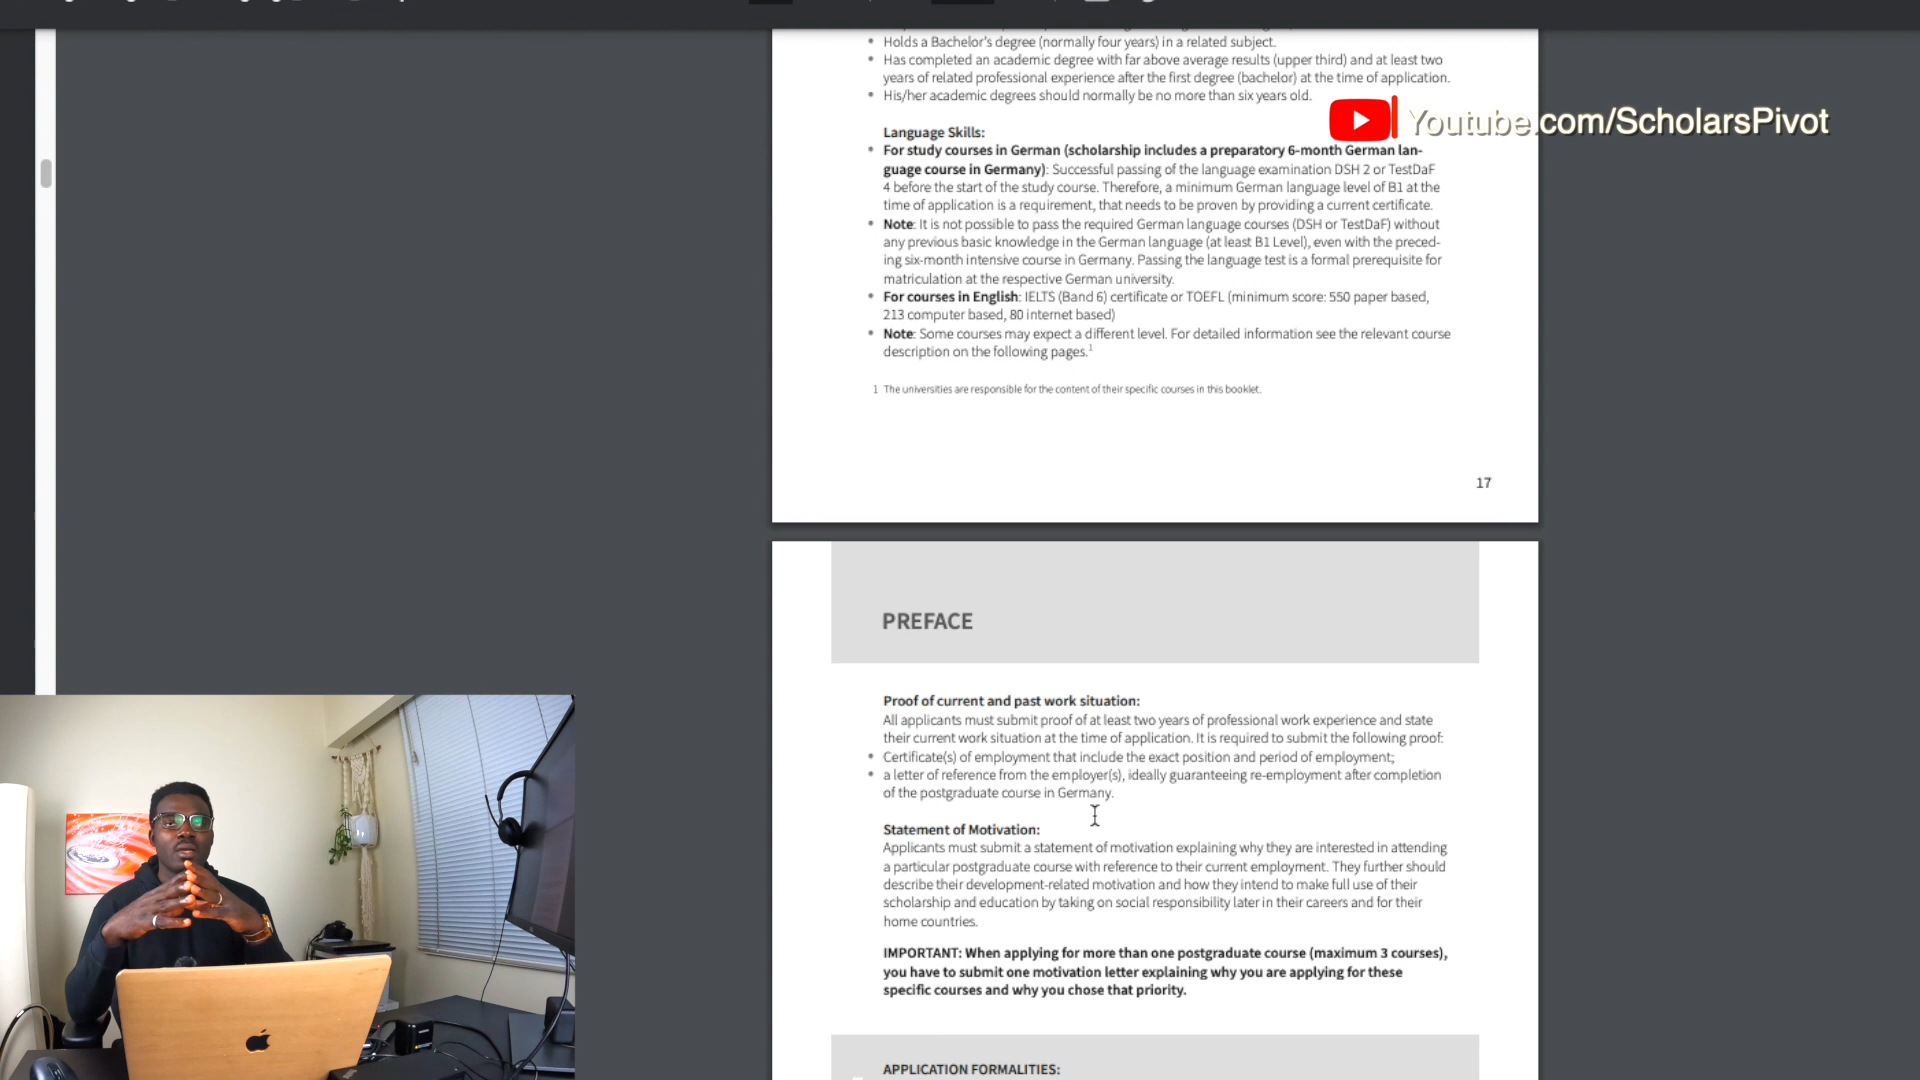 Holds a Bachelor's degree (normally four years) in a related subject.
Has completed an academic degree with far above average results (upper third) and at least two
years of related professional experience after the first degree (bachelor) at the time of application.
His/her academic degrees should normally be no more than six years old.
Youtube.com/ScholarsPivot
Language Skills:
For study courses in German (scholarship includes a preparatory 6-month German lan-
guage course in Germany): Successful passing of the language examination DSH 2 or TestDaF
4 before the start of the study course. Therefore, a minimum German language level of B1 at the
time of application is a requirement, that needs to be proven by providing a current certificate.
Note: It is not possible to pass the required German language courses (DSH or TestDaF) without
any previous basic knowledge in the German language (at least B1 Level), even with the preced-
ing six-month intensive course in Germany. Passing the language test is a formal prerequisite for
matriculation at the respective German university.
For courses in English: IELTS (Band 6) certificate or TOEFL (minimum score: 550 paper based,
213 computer based, 80 internet based)
Note: Some courses may expect a different level. For detailed information see the relevant course
description on the following pages.1
1 The universities are responsible for the content of their specific courses in this booklet.
17
PREFACE
Proof of current and past work situation:
All applicants must submit proof of at least two years of professional work experience and state
their current work situation at the time of application. It is required to submit the following proof:
Certificate(s) of employment that include the exact position and period of employment;
a letter of reference from the employer(s), ideally guaranteeing re-employment after completion
of the postgraduate course in Germany.
Statement of Motivation:
Applicants must submit a statement of motivation explaining why they are interested in attending
a particular postgraduate course with reference to their current employment. They further should
describe their development-related motivation and how they intend to make full use of their
scholarship and education by taking on social responsibility later in their careers and for their
home countries.
IMPORTANT: When applying for more than one postgraduate course (maximum 3 courses),
you have to submit one motivation letter explaining why you are applying for these
specific courses and why you chose that priority.
APPLICATION FORMALITIES: